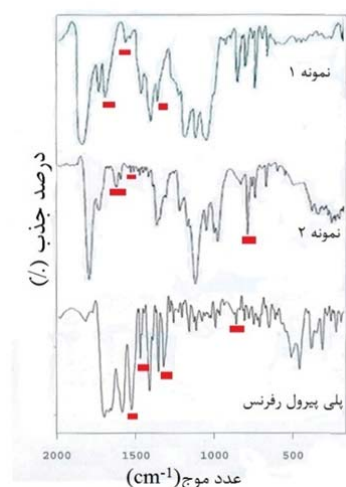 نمونه ۱
نمونه ۲
پلی پیرول رفرنس
درصد جذب (٪)
2000 1500 1000 500
عدد موج (cm-1)